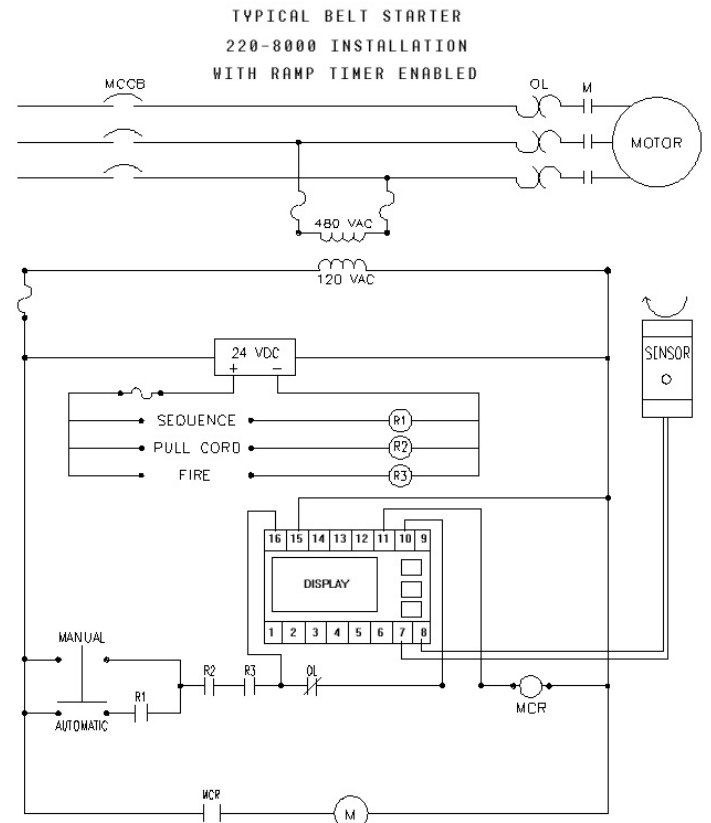 TYPICAL BELT STARTER
220-8000 INSTALLATION
WITH RAMP TIMER ENABLED
MCCB
OL
M
MOTOR
480 VAC
120 VAC
24 VDC
+ −
SENSOR
SEQUENCE
R1
PULL CORD
R2
FIRE
R3
16 15 14 13 12 11 10 9
DISPLAY
1 2 3 4 5 6 7 8
MANUAL
R2
R3
OL
R1
AUTOMATIC
MCR
MCR
M